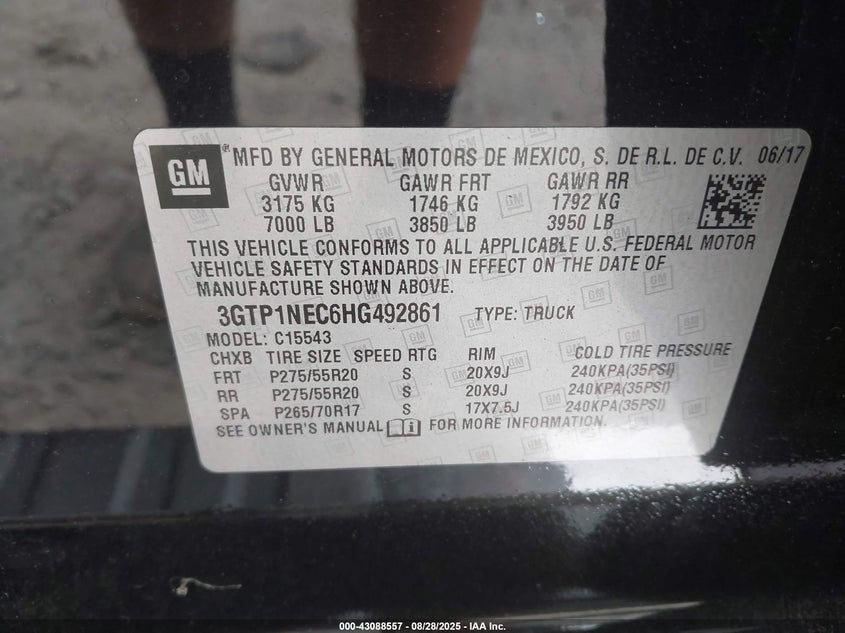 GM
® MFD BY GENERAL MOTORS DE MEXICO, S. DE R.L. DE C.V. 06/17
GVWR GAWR FRT GAWR RR
3175 KG 1746 KG 1792 KG
7000 LB 3850 LB 3950 LB
THIS VEHICLE CONFORMS TO ALL APPLICABLE U.S. FEDERAL MOTOR
VEHICLE SAFETY STANDARDS IN EFFECT ON THE DATE OF
MANUFACTURE SHOWN ABOVE.
3GTP1NEC6HG492861 TYPE: TRUCK
MODEL: C15543
CHXB TIRE SIZE SPEED RTG RIM COLD TIRE PRESSURE
FRT P275/55R20 S 20X9J 240KPA(35PSI)
RR P275/55R20 S 20X9J 240KPA(35PSI)
SPA P265/70R17 S 17X7.5J 240KPA(35PSI)
SEE OWNER'S MANUAL FOR MORE INFORMATION.
000-43088557 - 08/28/2025 - IAA Inc.